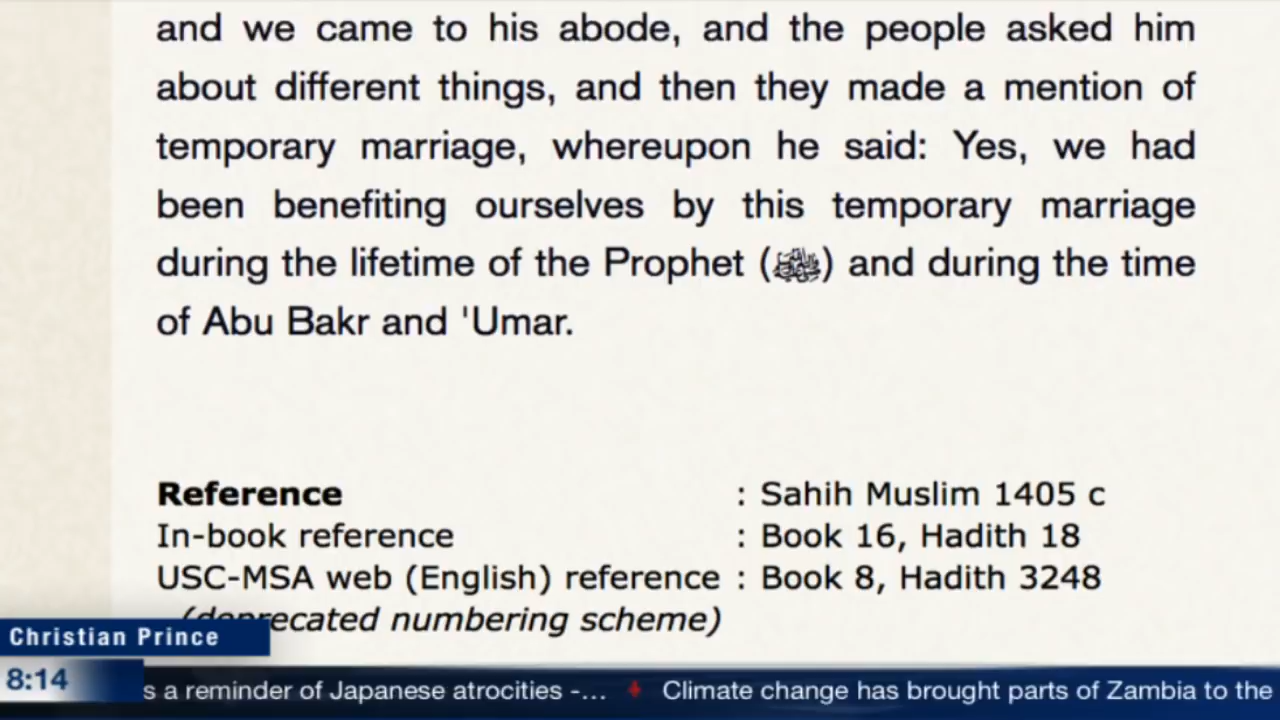 and we came to his abode, and the people asked him
about different things, and then they made a mention of
temporary marriage, whereupon he said: Yes, we had
been benefiting ourselves by this temporary marriage
during the lifetime of the Prophet (ﷺ) and during the time
of Abu Bakr and 'Umar.
Reference : Sahih Muslim 1405 c
In-book reference : Book 16, Hadith 18
USC-MSA web (English) reference : Book 8, Hadith 3248
(deprecated numbering scheme)
Christian Prince
8:14
s a reminder of Japanese atrocities -... Climate change has brought parts of Zambia to the